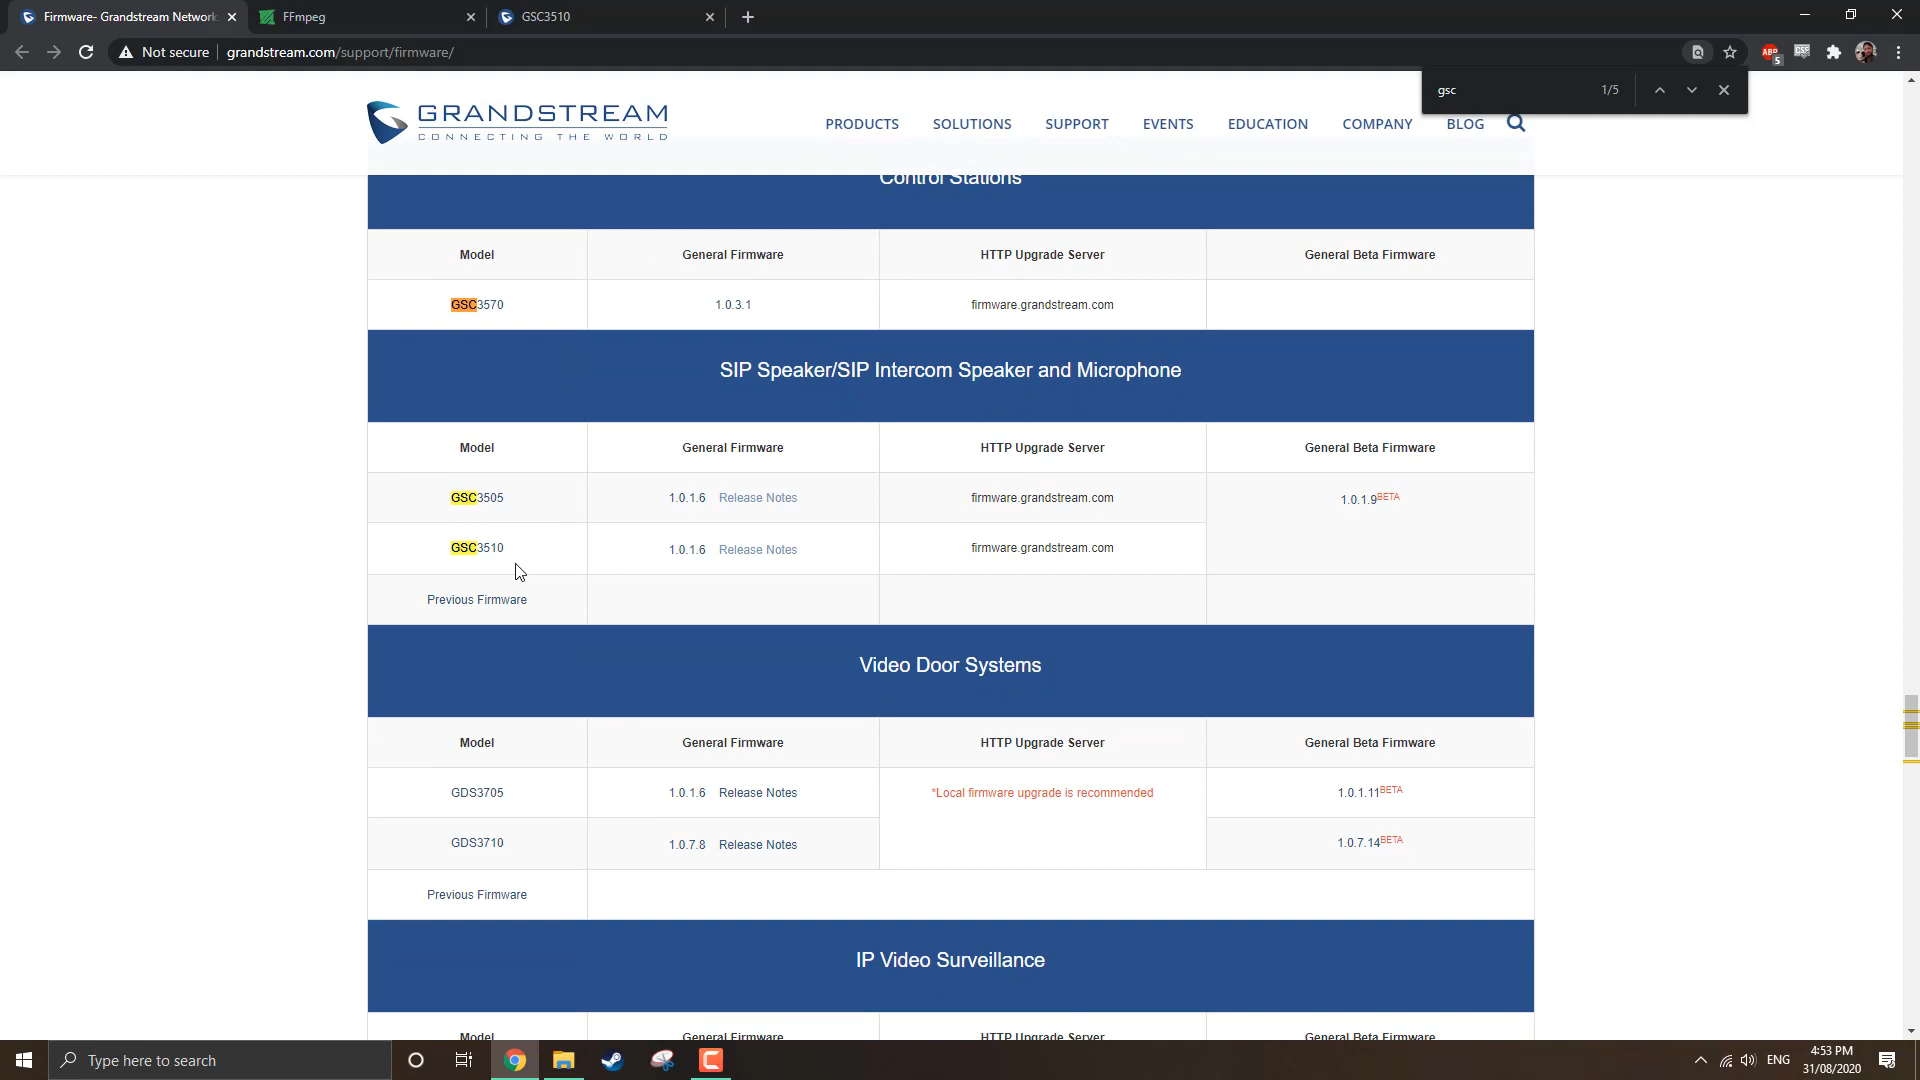 Firmware- Grandstream Network
FFmpeg
GSC3510
Not secure
grandstream.com/support/firmware/
ABP
5
CSP
gsc
1/5
GRANDSTREAM
CONNECTING THE WORLD
PRODUCTS
SOLUTIONS
SUPPORT
EVENTS
EDUCATION
COMPANY
BLOG
Control Stations
Model General Firmware HTTP Upgrade Server General Beta Firmware
GSC3570 1.0.3.1 firmware.grandstream.com
SIP Speaker/SIP Intercom Speaker and Microphone
Model General Firmware HTTP Upgrade Server General Beta Firmware
GSC3505 1.0.1.6 Release Notes firmware.grandstream.com 1.0.1.9BETA
GSC3510 1.0.1.6 Release Notes firmware.grandstream.com
Previous Firmware
Video Door Systems
Model General Firmware HTTP Upgrade Server General Beta Firmware
GDS3705 1.0.1.6 Release Notes *Local firmware upgrade is recommended 1.0.1.11BETA
GDS3710 1.0.7.8 Release Notes 1.0.7.14BETA
Previous Firmware
IP Video Surveillance
Model General Firmware HTTP Upgrade Server General Beta Firmware
Type here to search
ENG
4:53 PM
31/08/2020